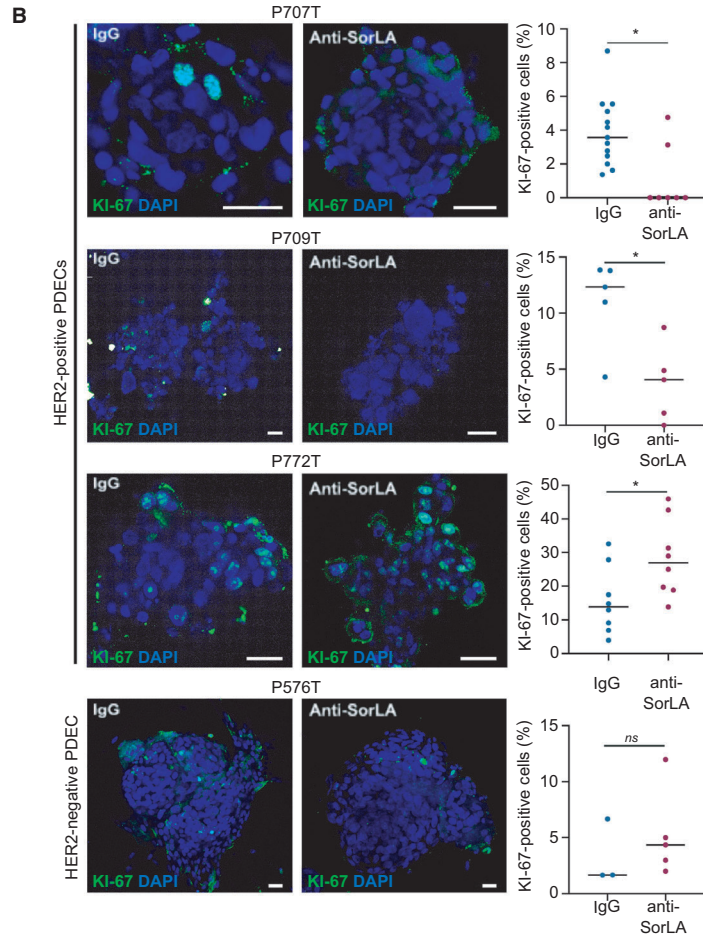 B
P707T
IgG
KI-67 DAPI
Anti-SorLA
KI-67 DAPI
KI-67-positive cells (%)
10
8
6
4
2
0
*
IgG
anti-
SorLA
HER2-positive PDECs
P709T
IgG
KI-67 DAPI
Anti-SorLA
KI-67 DAPI
KI-67-positive cells (%)
15
10
5
0
*
IgG
anti-
SorLA
P772T
IgG
KI-67 DAPI
Anti-SorLA
KI-67 DAPI
KI-67-positive cells (%)
50
40
30
20
10
0
*
IgG
anti-
SorLA
HER2-negative PDEC
P576T
IgG
KI-67 DAPI
Anti-SorLA
KI-67 DAPI
KI-67-positive cells (%)
15
10
5
0
ns
IgG
anti-
SorLA